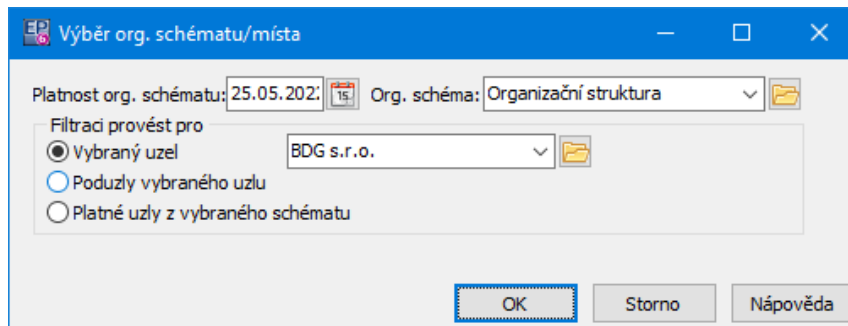 Výběr org. schématu/místa
Platnost org. schématu: 25.05.202 Org. schéma: Organizační struktura
Filtraci provést pro
Vybraný uzel BDG s.r.o.
Poduzly vybraného uzlu
Platné uzly z vybraného schématu
OK Storno Nápověda